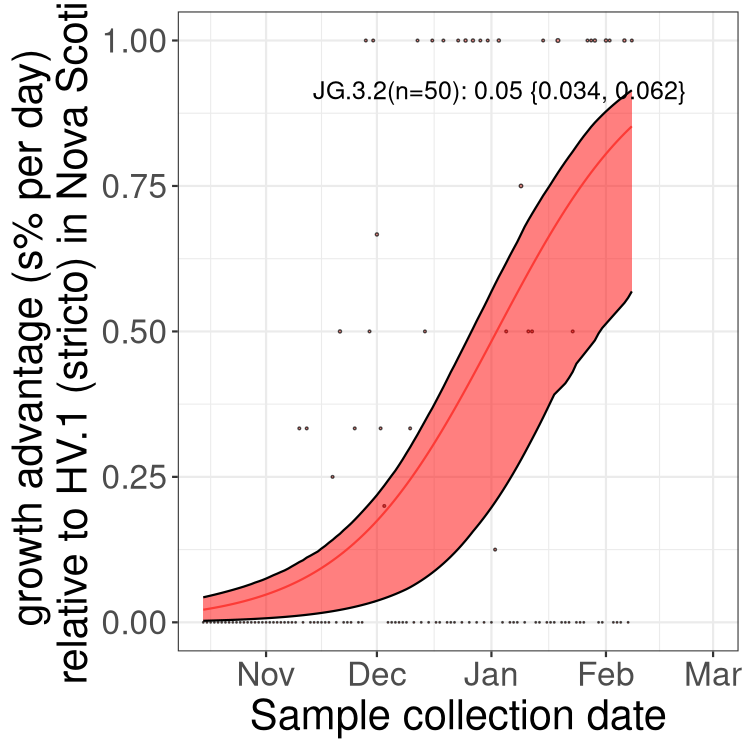 growth advantage (s% per day)
relative to HV.1 (stricto) in Nova Scoti
1.00
0.75
0.50
0.25
0.00
JG.3.2(n=50): 0.05 {0.034, 0.062}
Nov Dec Jan Feb Mar
Sample collection date